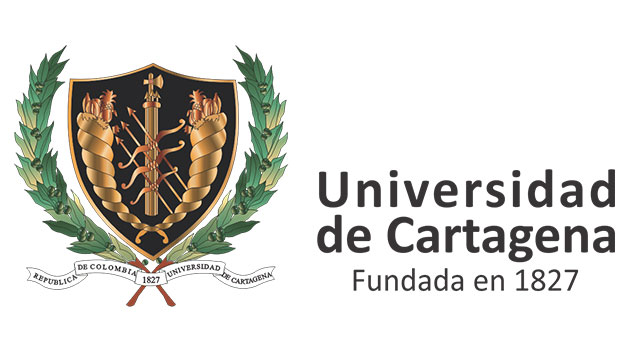 REPUBLICA DE COLOMBIA 1827 UNIVERSIDAD DE CARTAGENA
Universidad
de Cartagena
Fundada en 1827